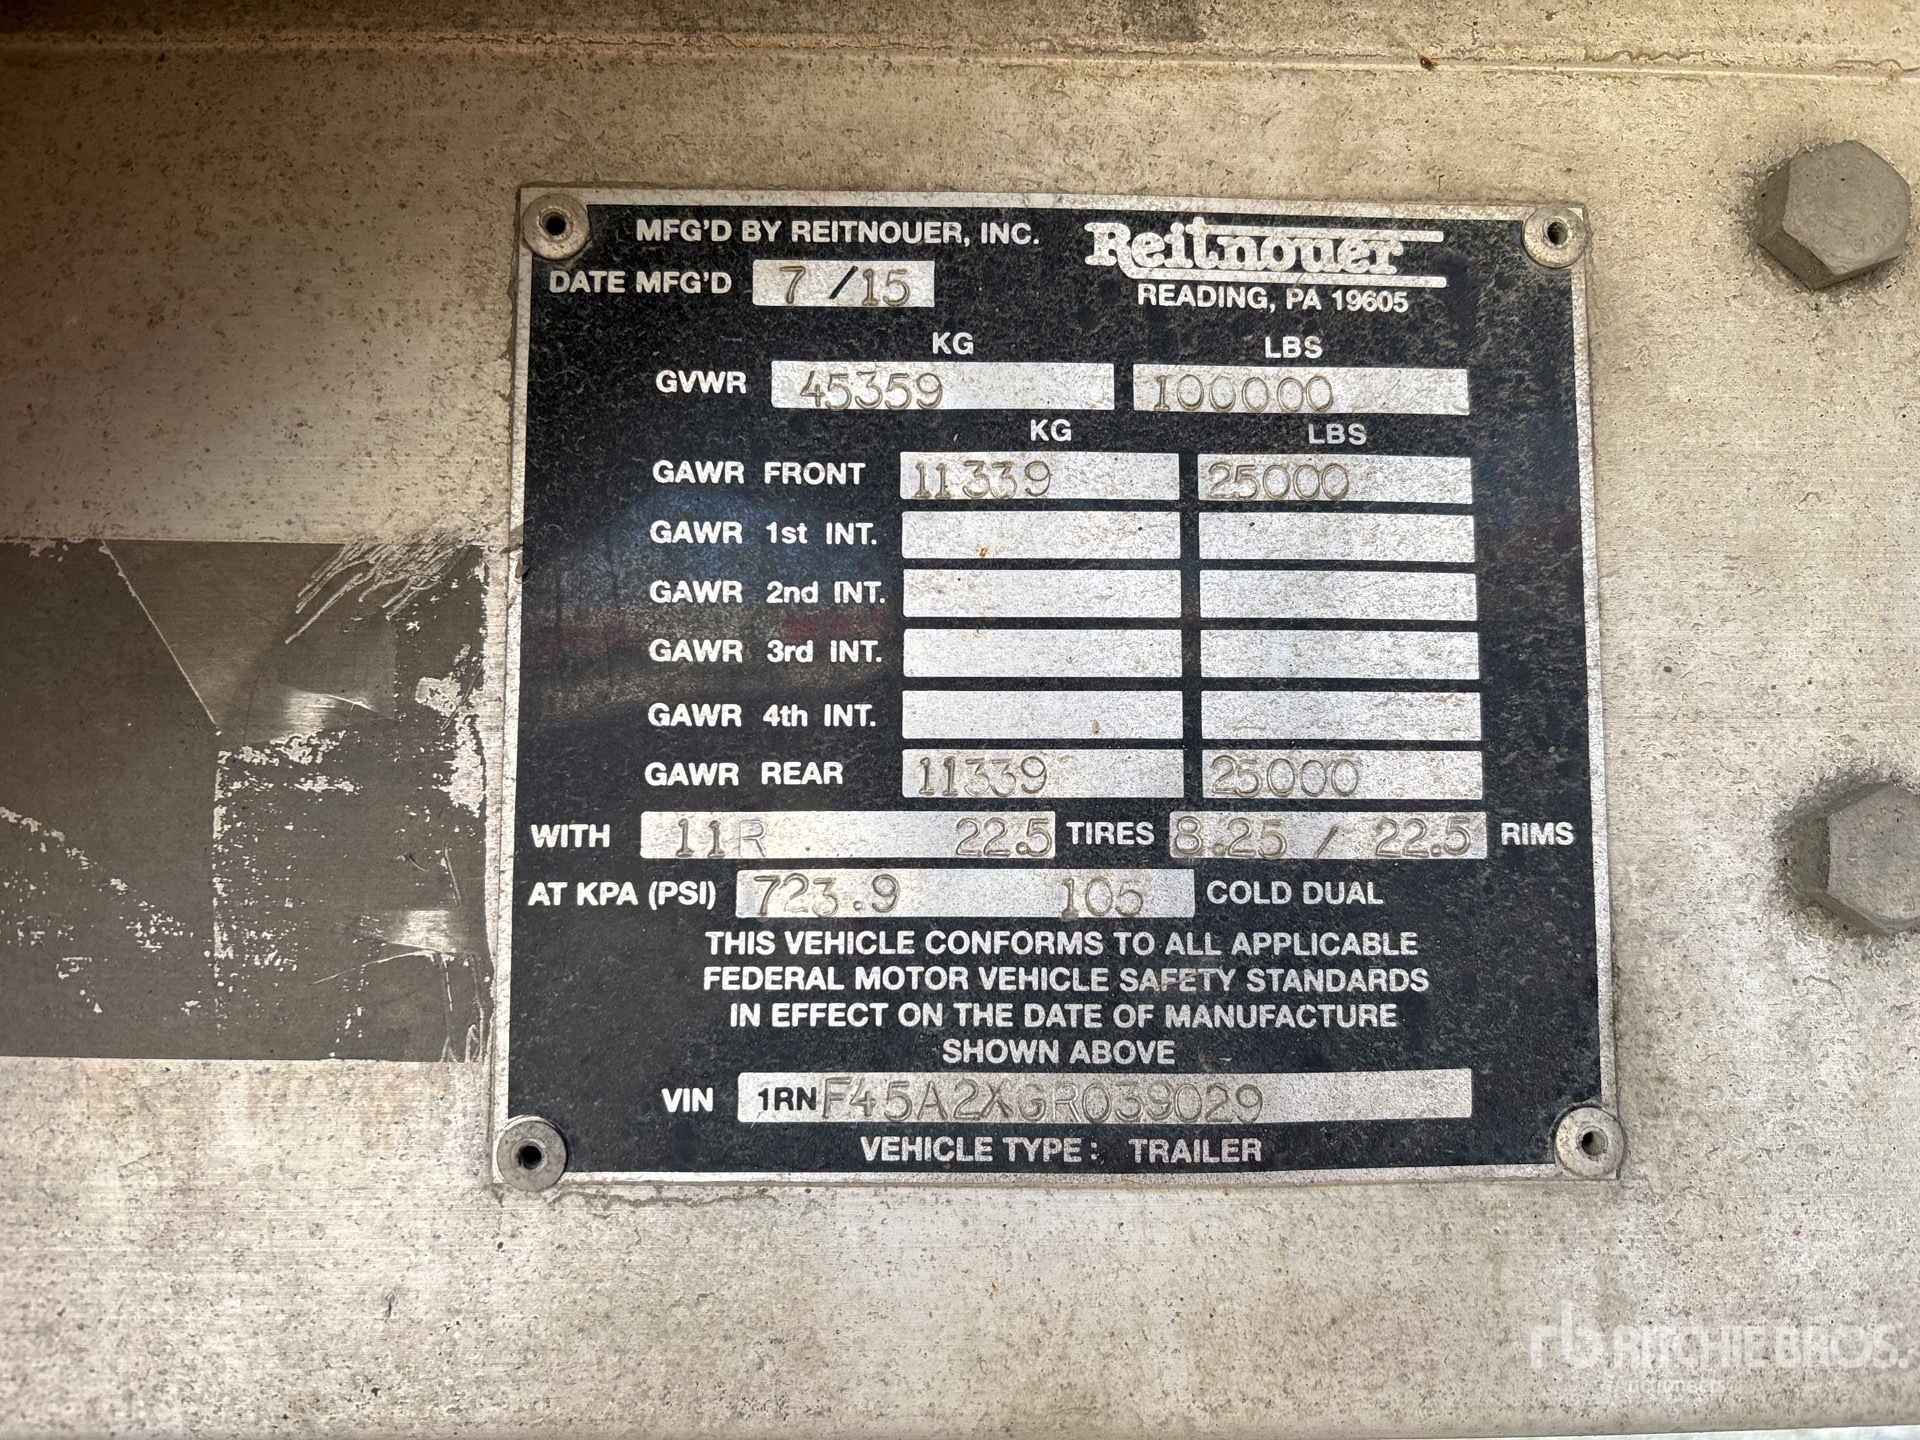 MFG'D BY REITNOUER, INC.
Reitnouer
DATE MFG'D 7/15
READING, PA 19605
KG LBS
GVWR 45359 100000
KG LBS
GAWR FRONT 11339 25000
GAWR 1st INT.
GAWR 2nd INT.
GAWR 3rd INT.
GAWR 4th INT.
GAWR REAR 11339 25000
WITH 11R 22.5 TIRES 8.25 / 22.5 RIMS
AT KPA (PSI) 723.9 105 COLD DUAL
THIS VEHICLE CONFORMS TO ALL APPLICABLE
FEDERAL MOTOR VEHICLE SAFETY STANDARDS
IN EFFECT ON THE DATE OF MANUFACTURE
SHOWN ABOVE
VIN 1RNF45A2XGR039029
VEHICLE TYPE: TRAILER
rb RITCHIE BROS.
Auctioneers